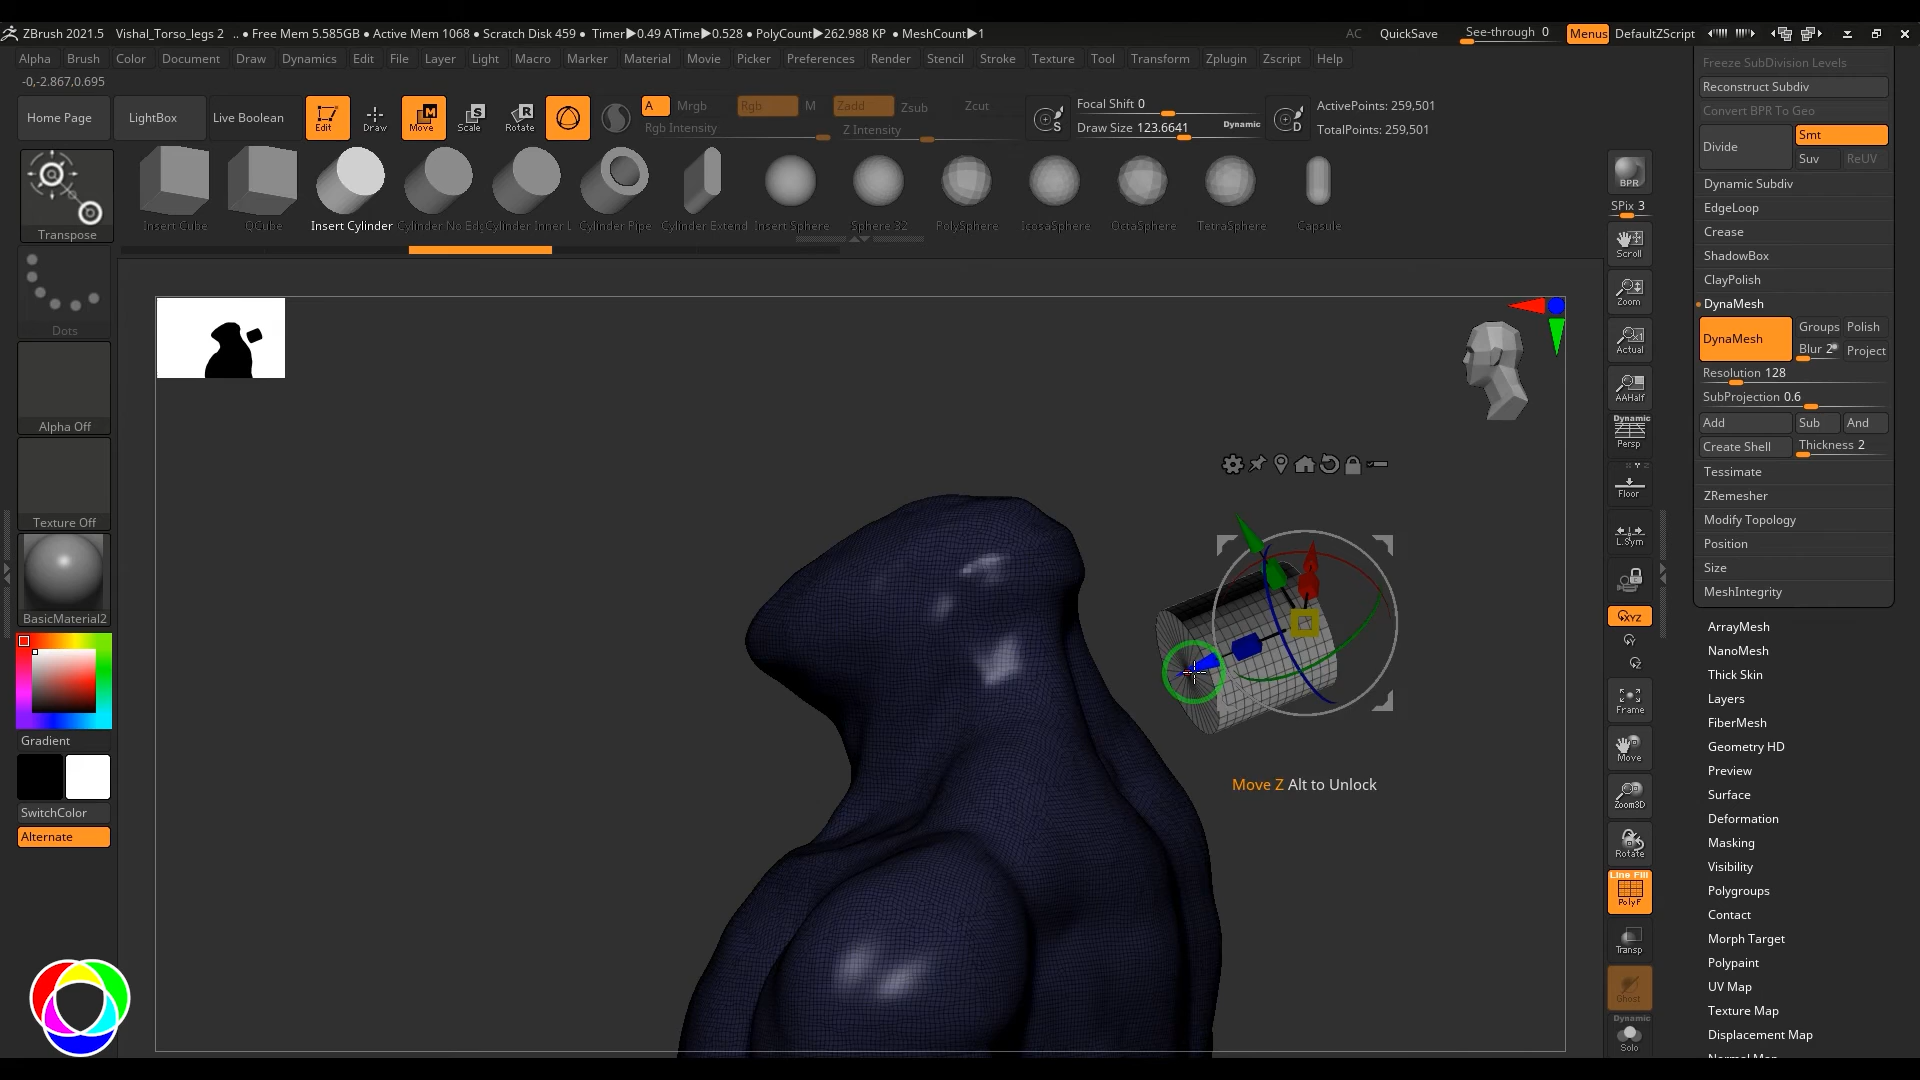 ZBrush 2021.5 Vishal_Torso_legs 2 .. • Free Mem 5.585GB • Active Mem 1068 • Scratch Disk 459 • Timer▶0.49 ATime▶0.528 • PolyCount▶262.988 KP • MeshCount▶1 AC QuickSave See-through 0 Menus DefaultZScript
Alpha Brush Color Document Draw Dynamics Edit File Layer Light Macro Marker Material Movie Picker Preferences Render Stencil Stroke Texture Tool Transform Zplugin Zscript Help
-0,-2.867,0.695
Home Page LightBox Live Boolean Edit Draw Move Scale Rotate A Mrgb Rgb M Zadd Zsub Zcut
Rgb Intensity Z Intensity
S Focal Shift 0
Draw Size 123.6641 Dynamic
D ActivePoints: 259,501
TotalPoints: 259,501
Insert Cube QCube Insert Cylinder Cylinder No Edg Cylinder Inner L Cylinder Pipe Cylinder Extend Insert Sphere Sphere 32 PolySphere IcosaSphere OctaSphere TetraSphere Capsule
Transpose
Dots
Alpha Off
Texture Off
BasicMaterial2
Gradient
SwitchColor
Alternate
Move Z Alt to Unlock
BPR
SPix 3
Scroll
Zoom
Actual
AAHalf
Dynamic
Persp
Floor
L.Sym
XYZ
Y
Z
Frame
Move
Zoom3D
Rotate
Line Fill
PolyF
Transp
Ghost
Dynamic
Solo
Freeze SubDivision Levels
Reconstruct Subdiv
Convert BPR To Geo
Divide Smt
Suv ReUV
Dynamic Subdiv
EdgeLoop
Crease
ShadowBox
ClayPolish
DynaMesh
DynaMesh Groups Polish
Blur 2 Project
Resolution 128
SubProjection 0.6
Add Sub And
Create Shell Thickness 2
Tessimate
ZRemesher
Modify Topology
Position
Size
MeshIntegrity
ArrayMesh
NanoMesh
Thick Skin
Layers
FiberMesh
Geometry HD
Preview
Surface
Deformation
Masking
Visibility
Polygroups
Contact
Morph Target
Polypaint
UV Map
Texture Map
Displacement Map